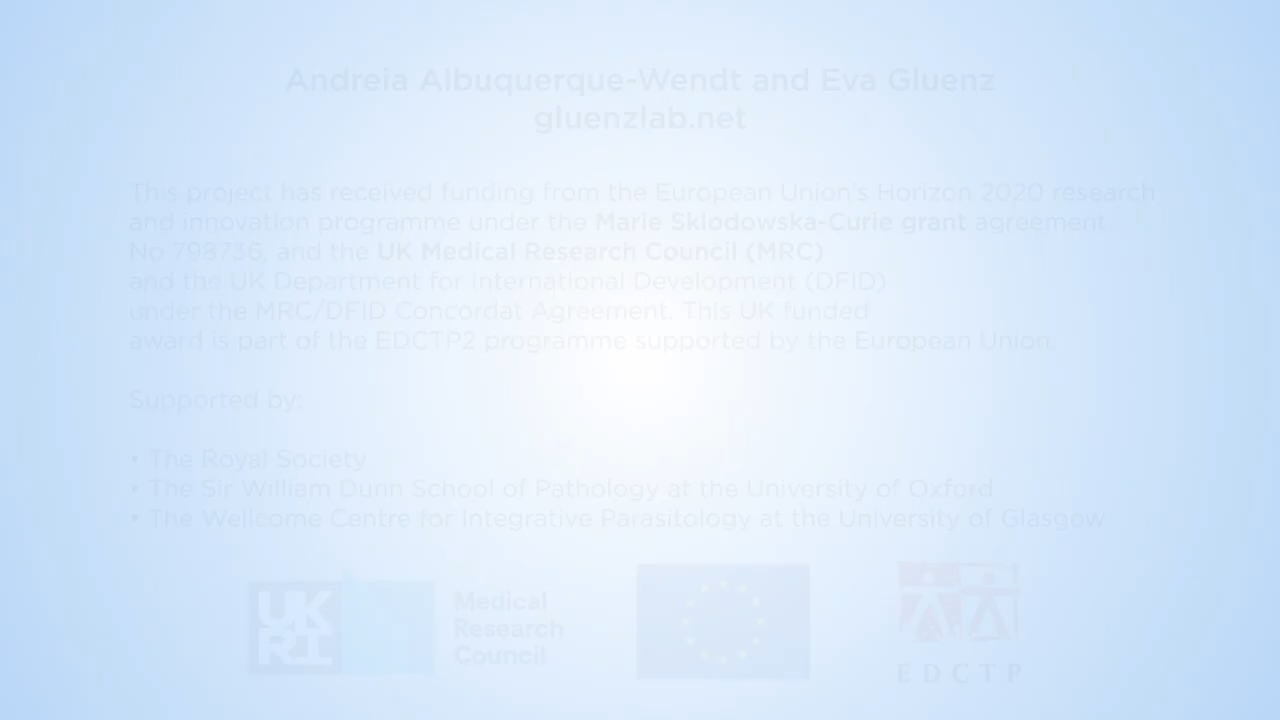 Andreia Albuquerque-Wendt and Eva Gluenz
gluenzlab.net
This project has received funding from the European Union's Horizon 2020 research
and innovation programme under the Marie Sklodowska-Curie grant agreement
No 798736, and the UK Medical Research Council (MRC)
and the UK Department for International Development (DFID)
under the MRC/DFID Concordat Agreement. This UK funded
award is part of the EDCTP2 programme supported by the European Union.
Supported by:
• The Royal Society
• The Sir William Dunn School of Pathology at the University of Oxford
• The Wellcome Centre for Integrative Parasitology at the University of Glasgow
UK
RI
Medical
Research
Council
EDCTP